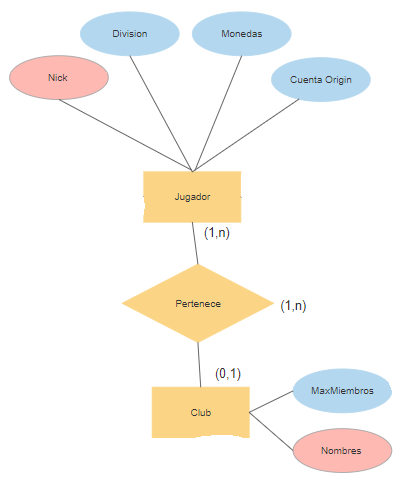 Division
Monedas
Nick
Cuenta Origin
Jugador
(1,n)
Pertenece
(1,n)
(0,1)
MaxMiembros
Club
Nombres